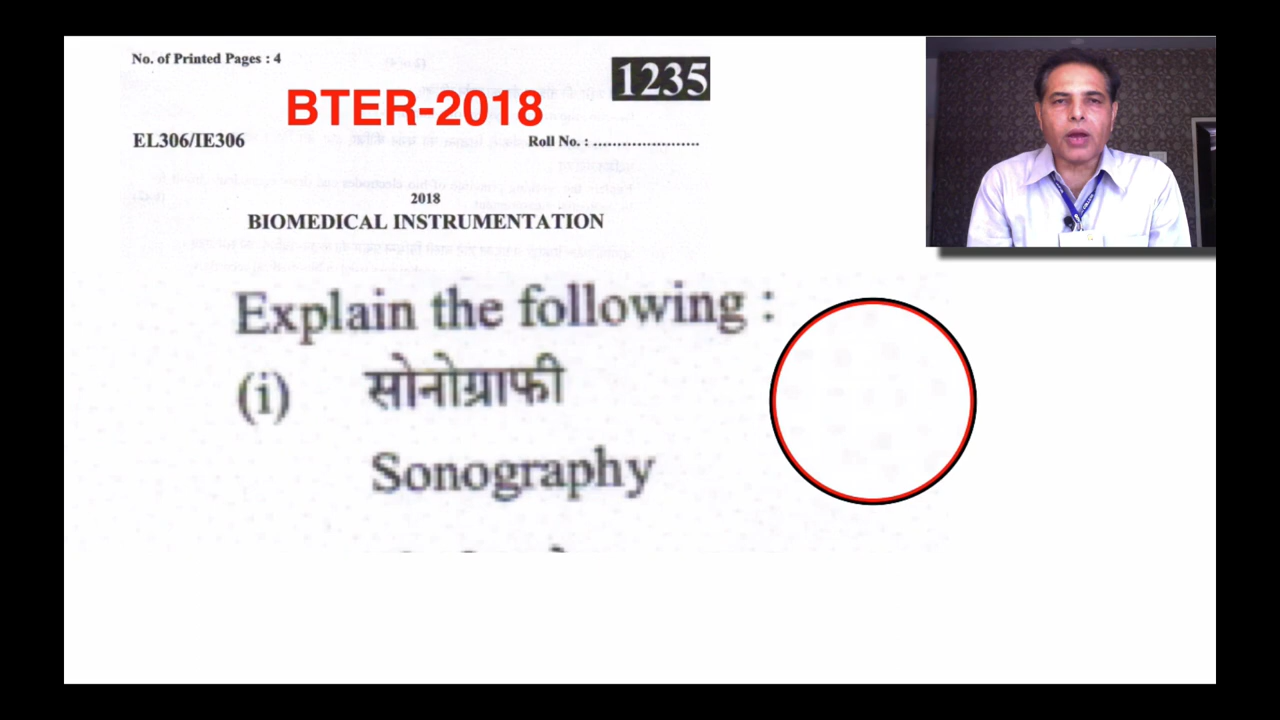 No. of Printed Pages : 4
1235
BTER-2018
EL306/IE306
Roll No. : ......................
2018
BIOMEDICAL INSTRUMENTATION
Explain the following :
(i) सोनोग्राफी
Sonography